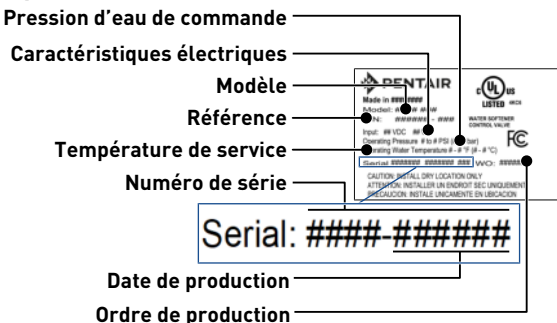 Pression d'eau de commande
Caractéristiques électriques
Modèle
Référence
Température de service
Numéro de série
Date de production
Ordre de production
PENTAIR
Made in ########
Model:
N: ###### - ###
Input: ## VDC ##
Operating Pressure # to # PSI
Operating Water Temperature # - # °F (# - # °C)
Serial ####### ####### ### WO: #####
CAUTION: INSTALL DRY LOCATION ONLY
ATTENTION: INSTALLER UN ENDROIT SEC UNIQUEMENT
PRECAUCION: INSTALE UNICAMENTE EN UBICACION
C UL US
LISTED
WATER SOFTENER
CONTROL VALVE
FC
Serial: ####-######